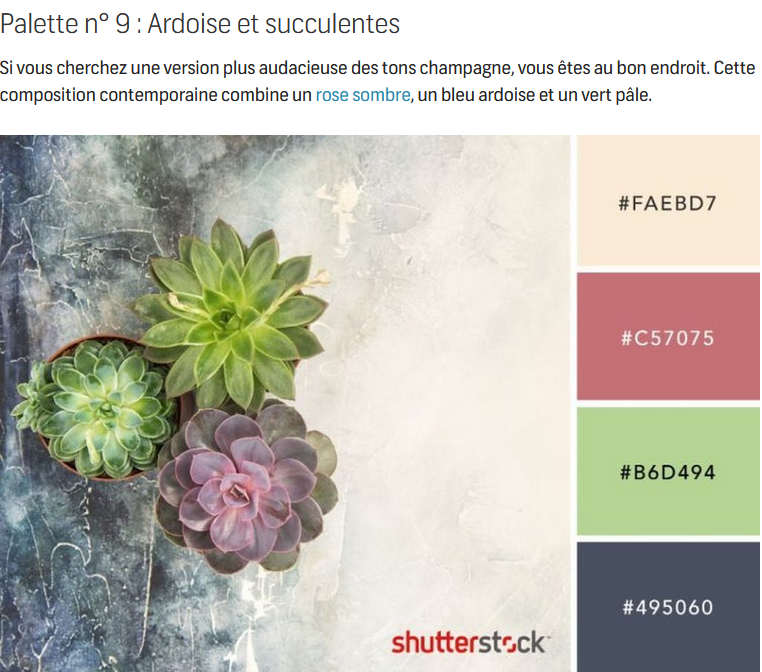 Palette n° 9 : Ardoise et succulentes
Si vous cherchez une version plus audacieuse des tons champagne, vous êtes au bon endroit. Cette
composition contemporaine combine un rose sombre, un bleu ardoise et un vert pâle.
#FAEBD7
#C57075
#B6D494
#495060
shutterstock